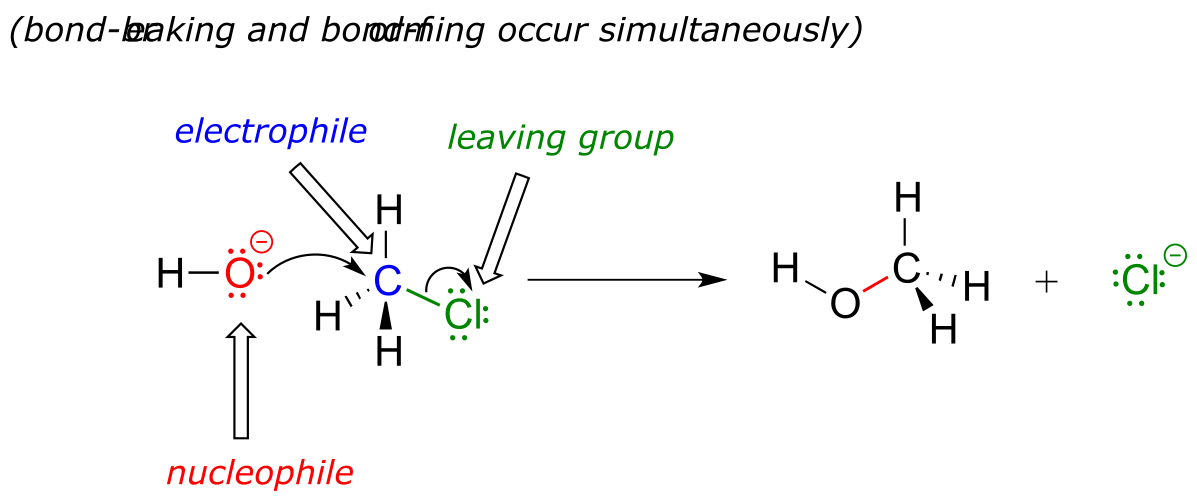 (bond-breaking and bond-forming occur simultaneously)
electrophile
leaving group
H
H O ⊖
C
H
Cl
H
H
H
O
C
H
H
+
Cl ⊖
nucleophile